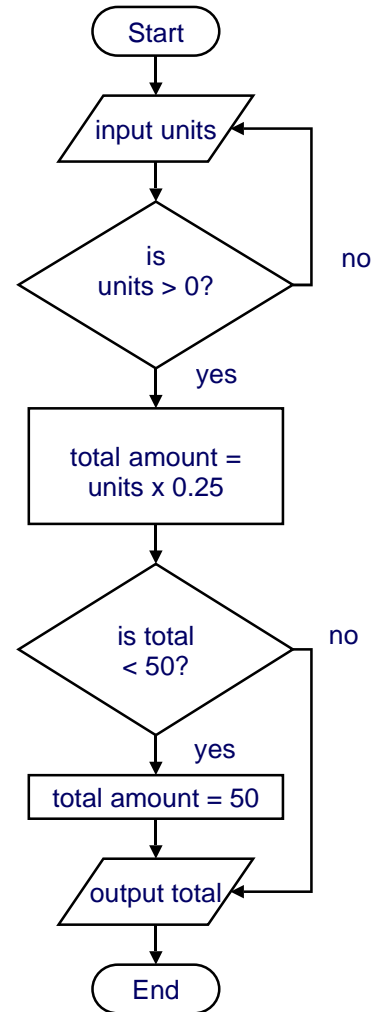 Start
input units
is
units > 0?
no
yes
total amount =
units x 0.25
is total
< 50?
no
yes
total amount = 50
output total
End